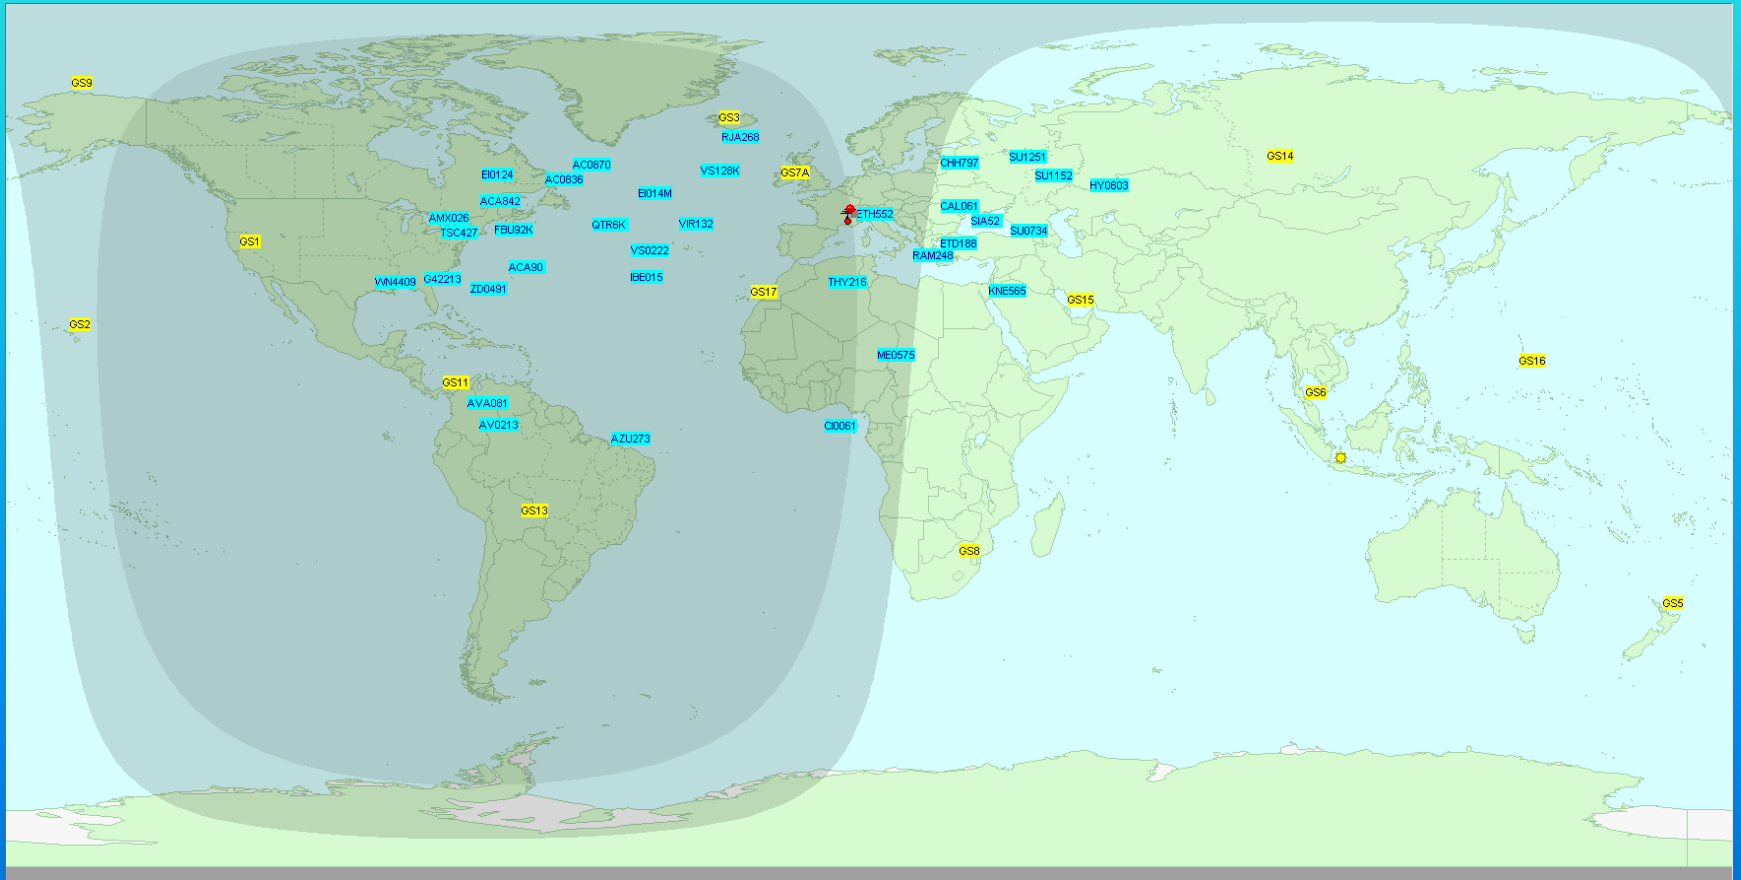 GS9
GS3
RJA268
GS14
SU1251
CHH797
AC0870
VS128K
GS7A
EI0124
AC0836
SU1152
HY0603
EI014M
ACA842
CAL061
AMX026
ETH552
SIA52
QTR6K
VIR132
FBU92K
TSC427
SU0734
GS1
ETD188
VS0222
RAM248
ACA90
IBE015
G42213
WN4409
THY216
ZD0491
KNE565
GS17
GS15
GS2
ME0575
GS16
GS11
GS6
AVA081
AV0213
CI0061
AZU273
GS13
GS8
GS5